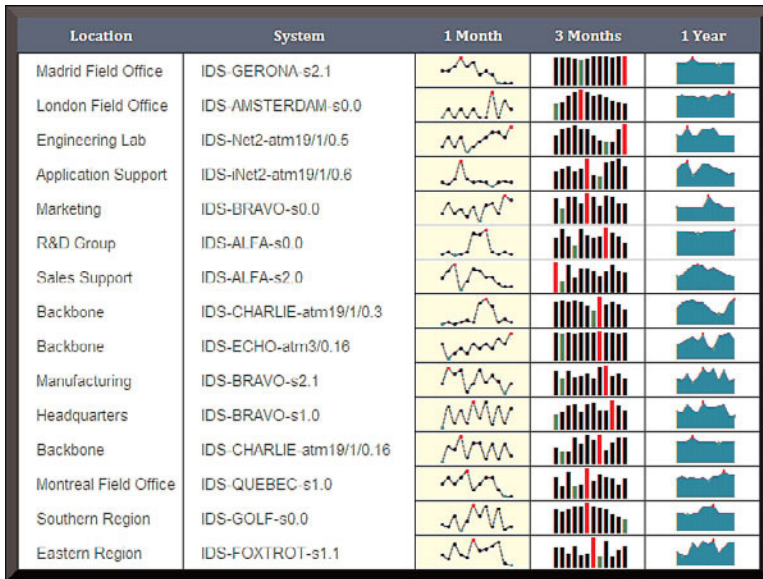 Location System 1 Month 3 Months 1 Year
Madrid Field Office IDS-GERONA-s2.1
London Field Office IDS-AMSTERDAM-s0.0
Engineering Lab IDS-Net2-atm19/1/0.5
Application Support IDS-iNet2-atm19/1/0.6
Marketing IDS-BRAVO-s0.0
R&D Group IDS-ALFA-s0.0
Sales Support IDS-ALFA-s2.0
Backbone IDS-CHARLIE-atm19/1/0.3
Backbone IDS-ECHO-atm3/0.16
Manufacturing IDS-BRAVO-s2.1
Headquarters IDS-BRAVO-s1.0
Backbone IDS-CHARLIE-atm19/1/0.16
Montreal Field Office IDS-QUEBEC-s1.0
Southern Region IDS-GOLF-s0.0
Eastern Region IDS-FOXTROT-s1.1